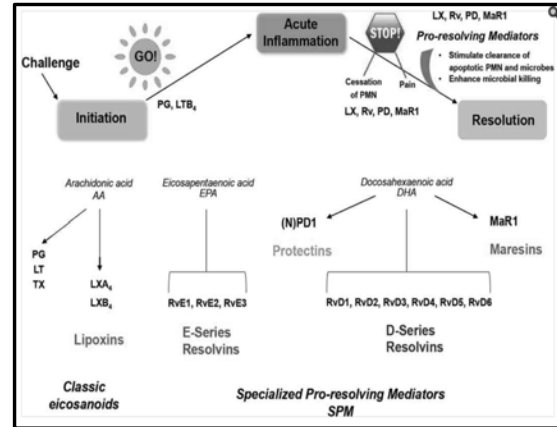 LX, Rv, PD, MaR1
Acute
Inflammation
STOP!
Pro-resolving Mediators
• Stimulate clearance of
apoptotic PMN and microbes
• Enhance microbial killing
GO!
Challenge
Cessation
of PMN
Pain
PG, LTB4
LX, Rv, PD, MaR1
Initiation
Resolution
Arachidonic acid
AA
Eicosapentaenoic acid
EPA
Docosahexaenoic acid
DHA
(N)PD1
MaR1
Protectins
Maresins
PG
LT
TX
LXA4
LXB4
RvE1, RvE2, RvE3
RvD1, RvD2, RvD3, RvD4, RvD5, RvD6
Lipoxins
E-Series
Resolvins
D-Series
Resolvins
Classic
eicosanoids
Specialized Pro-resolving Mediators
SPM